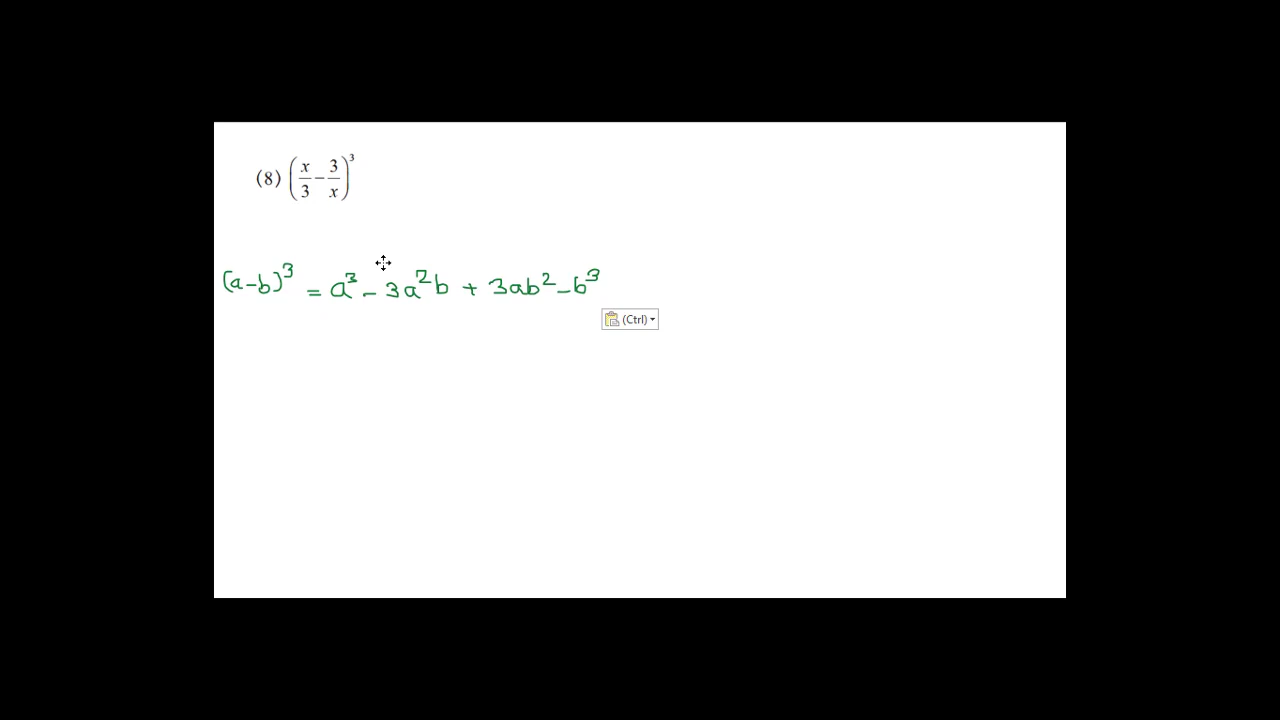 (8) (x/3 − 3/x)³
(a-b)³ = a³ - 3a²b + 3ab² - b³
(Ctrl)